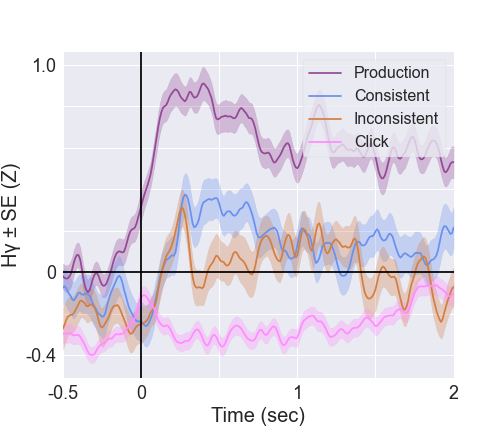 Hγ ± SE (Z)
1.0
0
-0.4
Production
Consistent
Inconsistent
Click
-0.5 0 1 2
Time (sec)